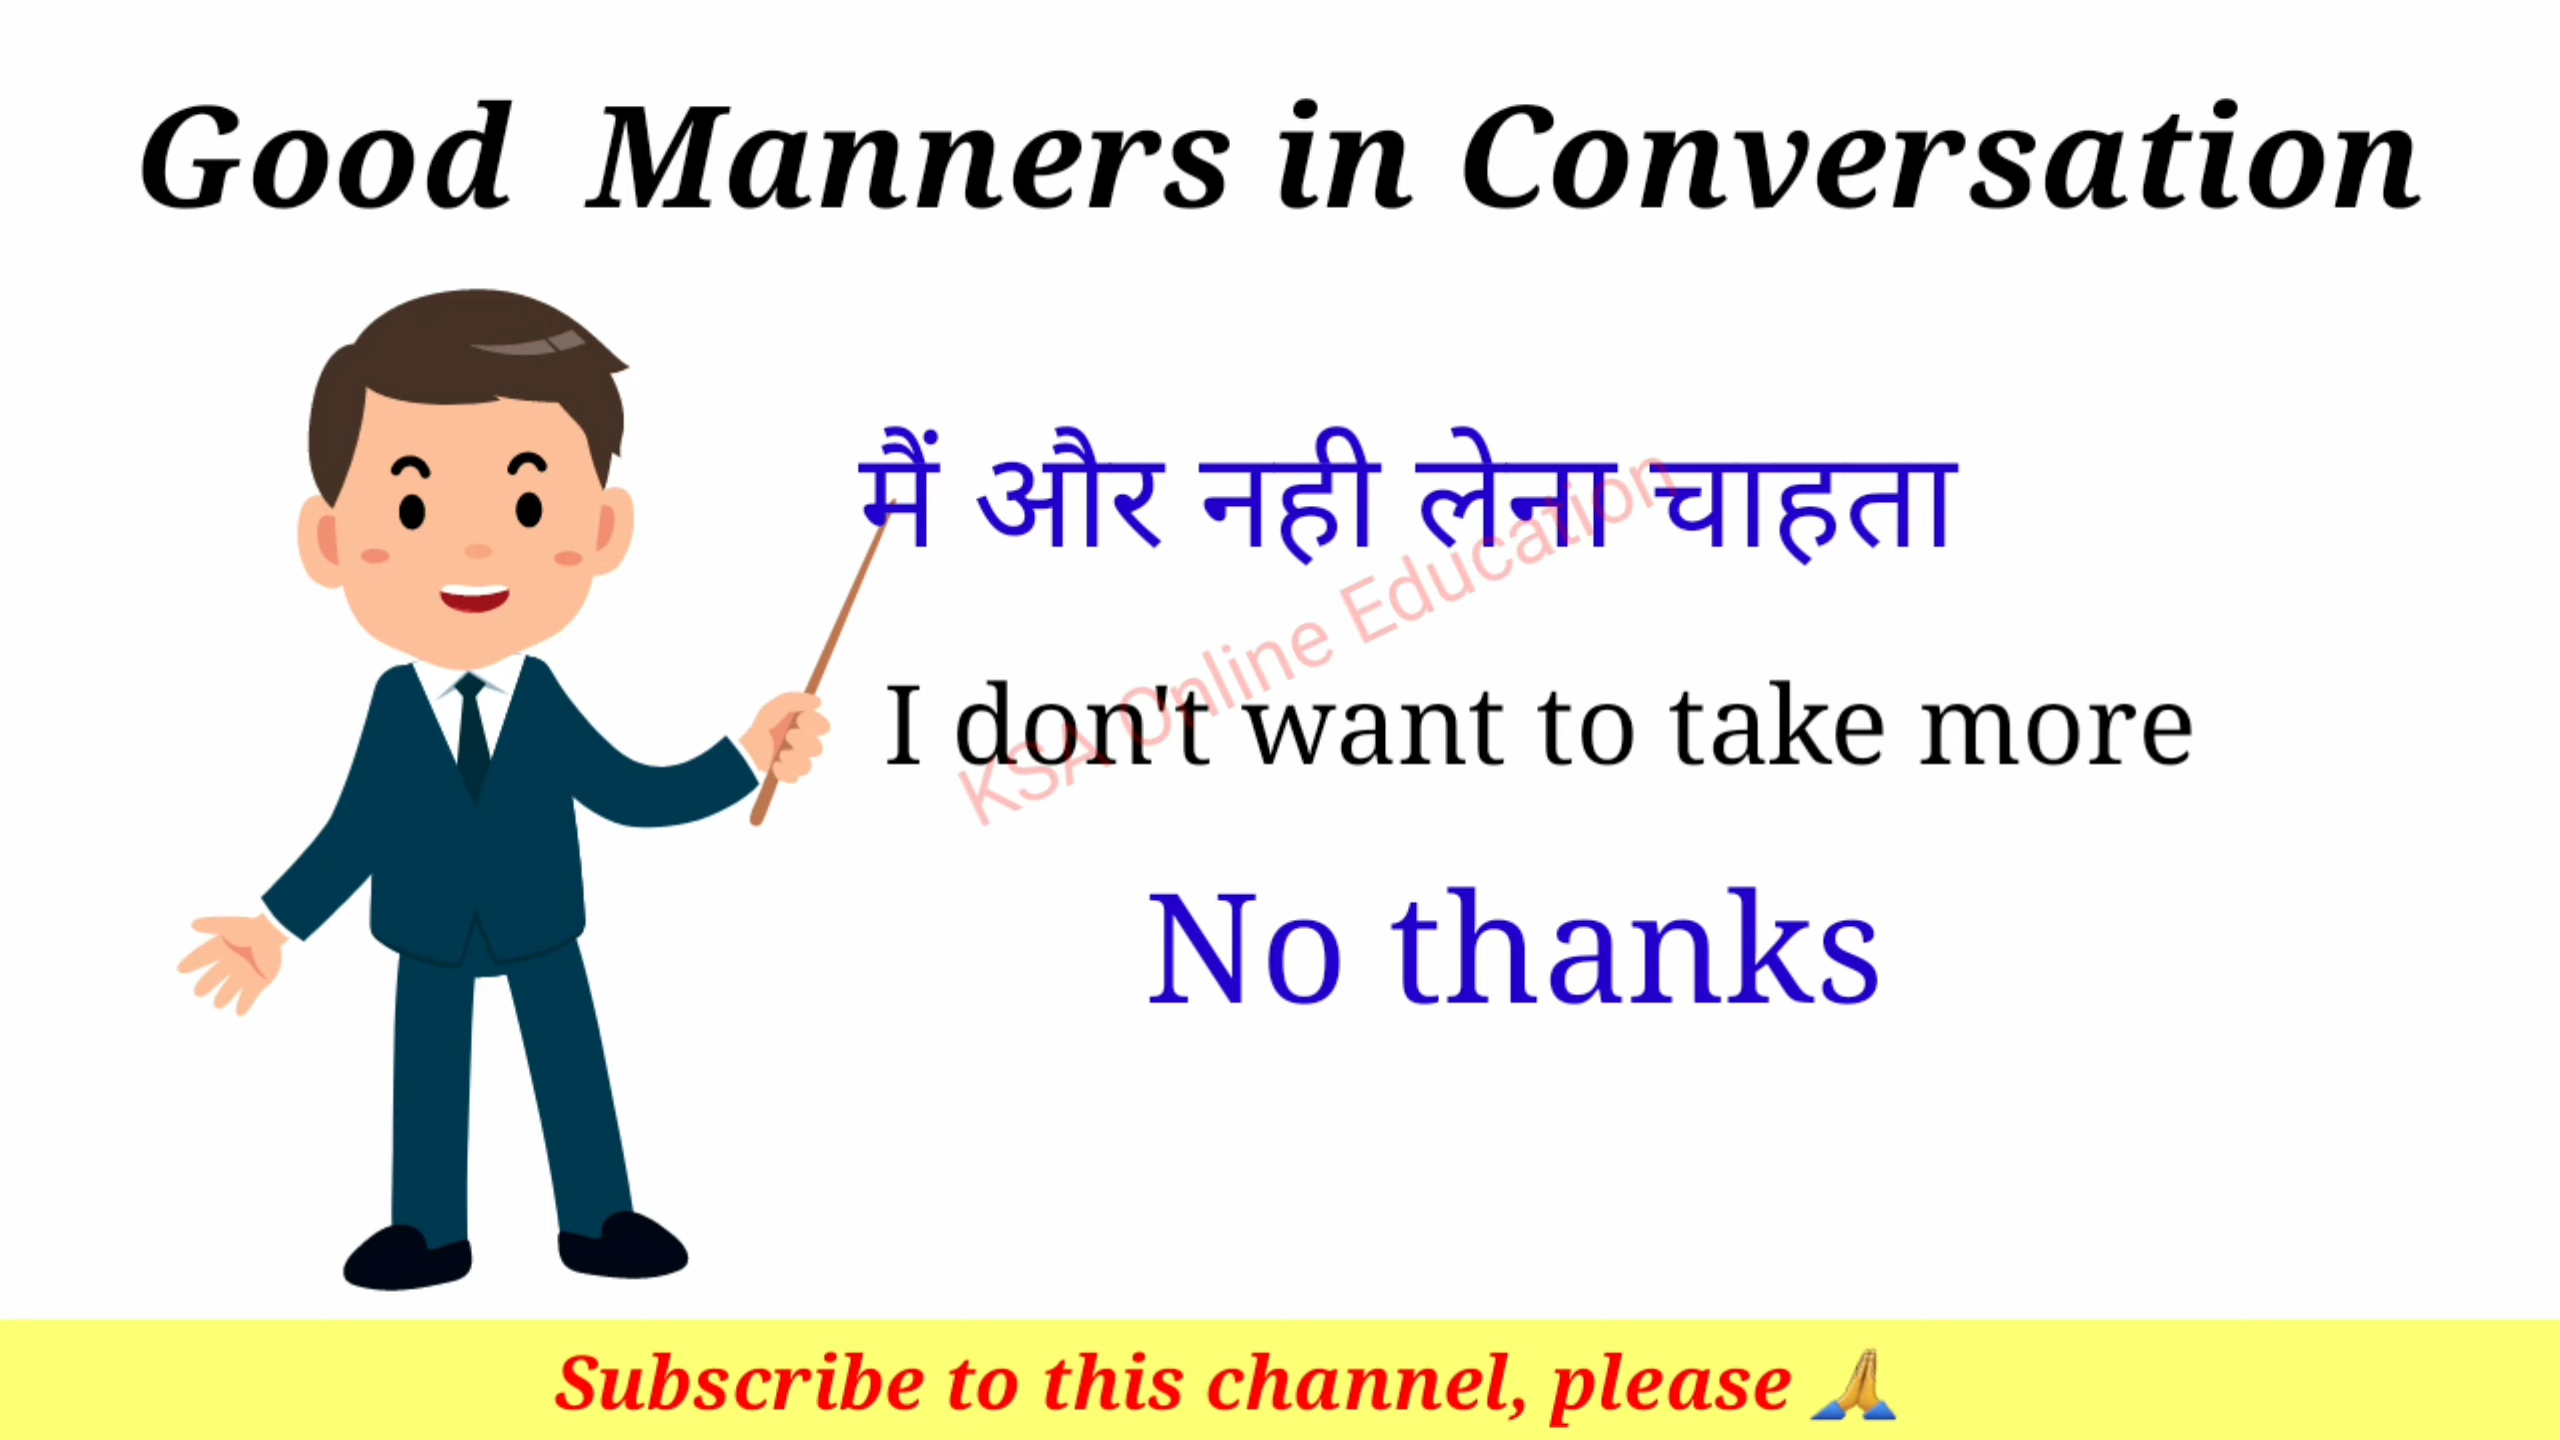 Good Manners in Conversation
मैं और नही लेना चाहता
KSA Online Education
I don't want to take more
No thanks
Subscribe to this channel, please 🙏